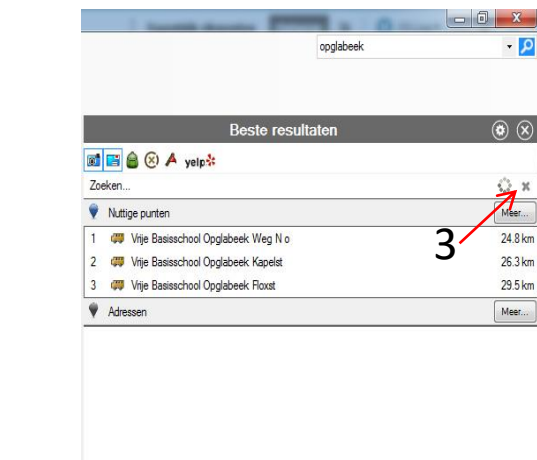 opglabeek
Beste resultaten
yelp
Zoeken...
Nuttige punten Meer...
1 Vrije Basisschool Opglabeek Weg N o 24.8 km
2 Vrije Basisschool Opglabeek Kapelst 26.3 km
3 Vrije Basisschool Opglabeek Floxst 29.5 km
3
Adressen Meer...